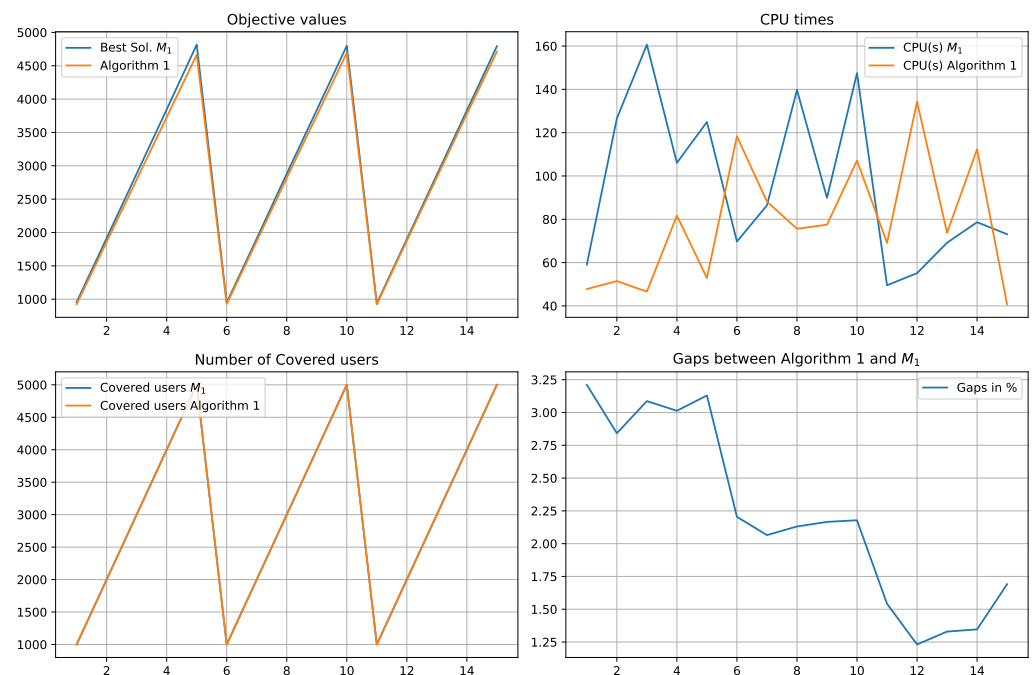 Objective values
Best Sol. M₁
Algorithm 1
5000
4500
4000
3500
3000
2500
2000
1500
1000
2 4 6 8 10 12 14
CPU times
CPU(s) M₁
CPU(s) Algorithm 1
160
140
120
100
80
60
40
2 4 6 8 10 12 14
Number of Covered users
Covered users M₁
Covered users Algorithm 1
5000
4500
4000
3500
3000
2500
2000
1500
1000
2 4 6 8 10 12 14
Gaps between Algorithm 1 and M₁
Gaps in %
3.25
3.00
2.75
2.50
2.25
2.00
1.75
1.50
1.25
2 4 6 8 10 12 14